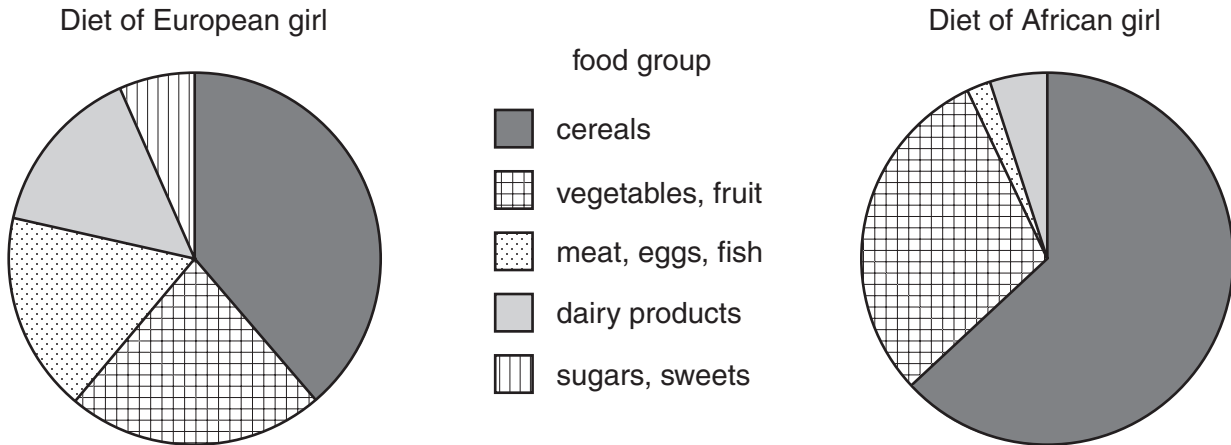 Diet of European girl
food group
cereals
vegetables, fruit
meat, eggs, fish
dairy products
sugars, sweets
Diet of African girl